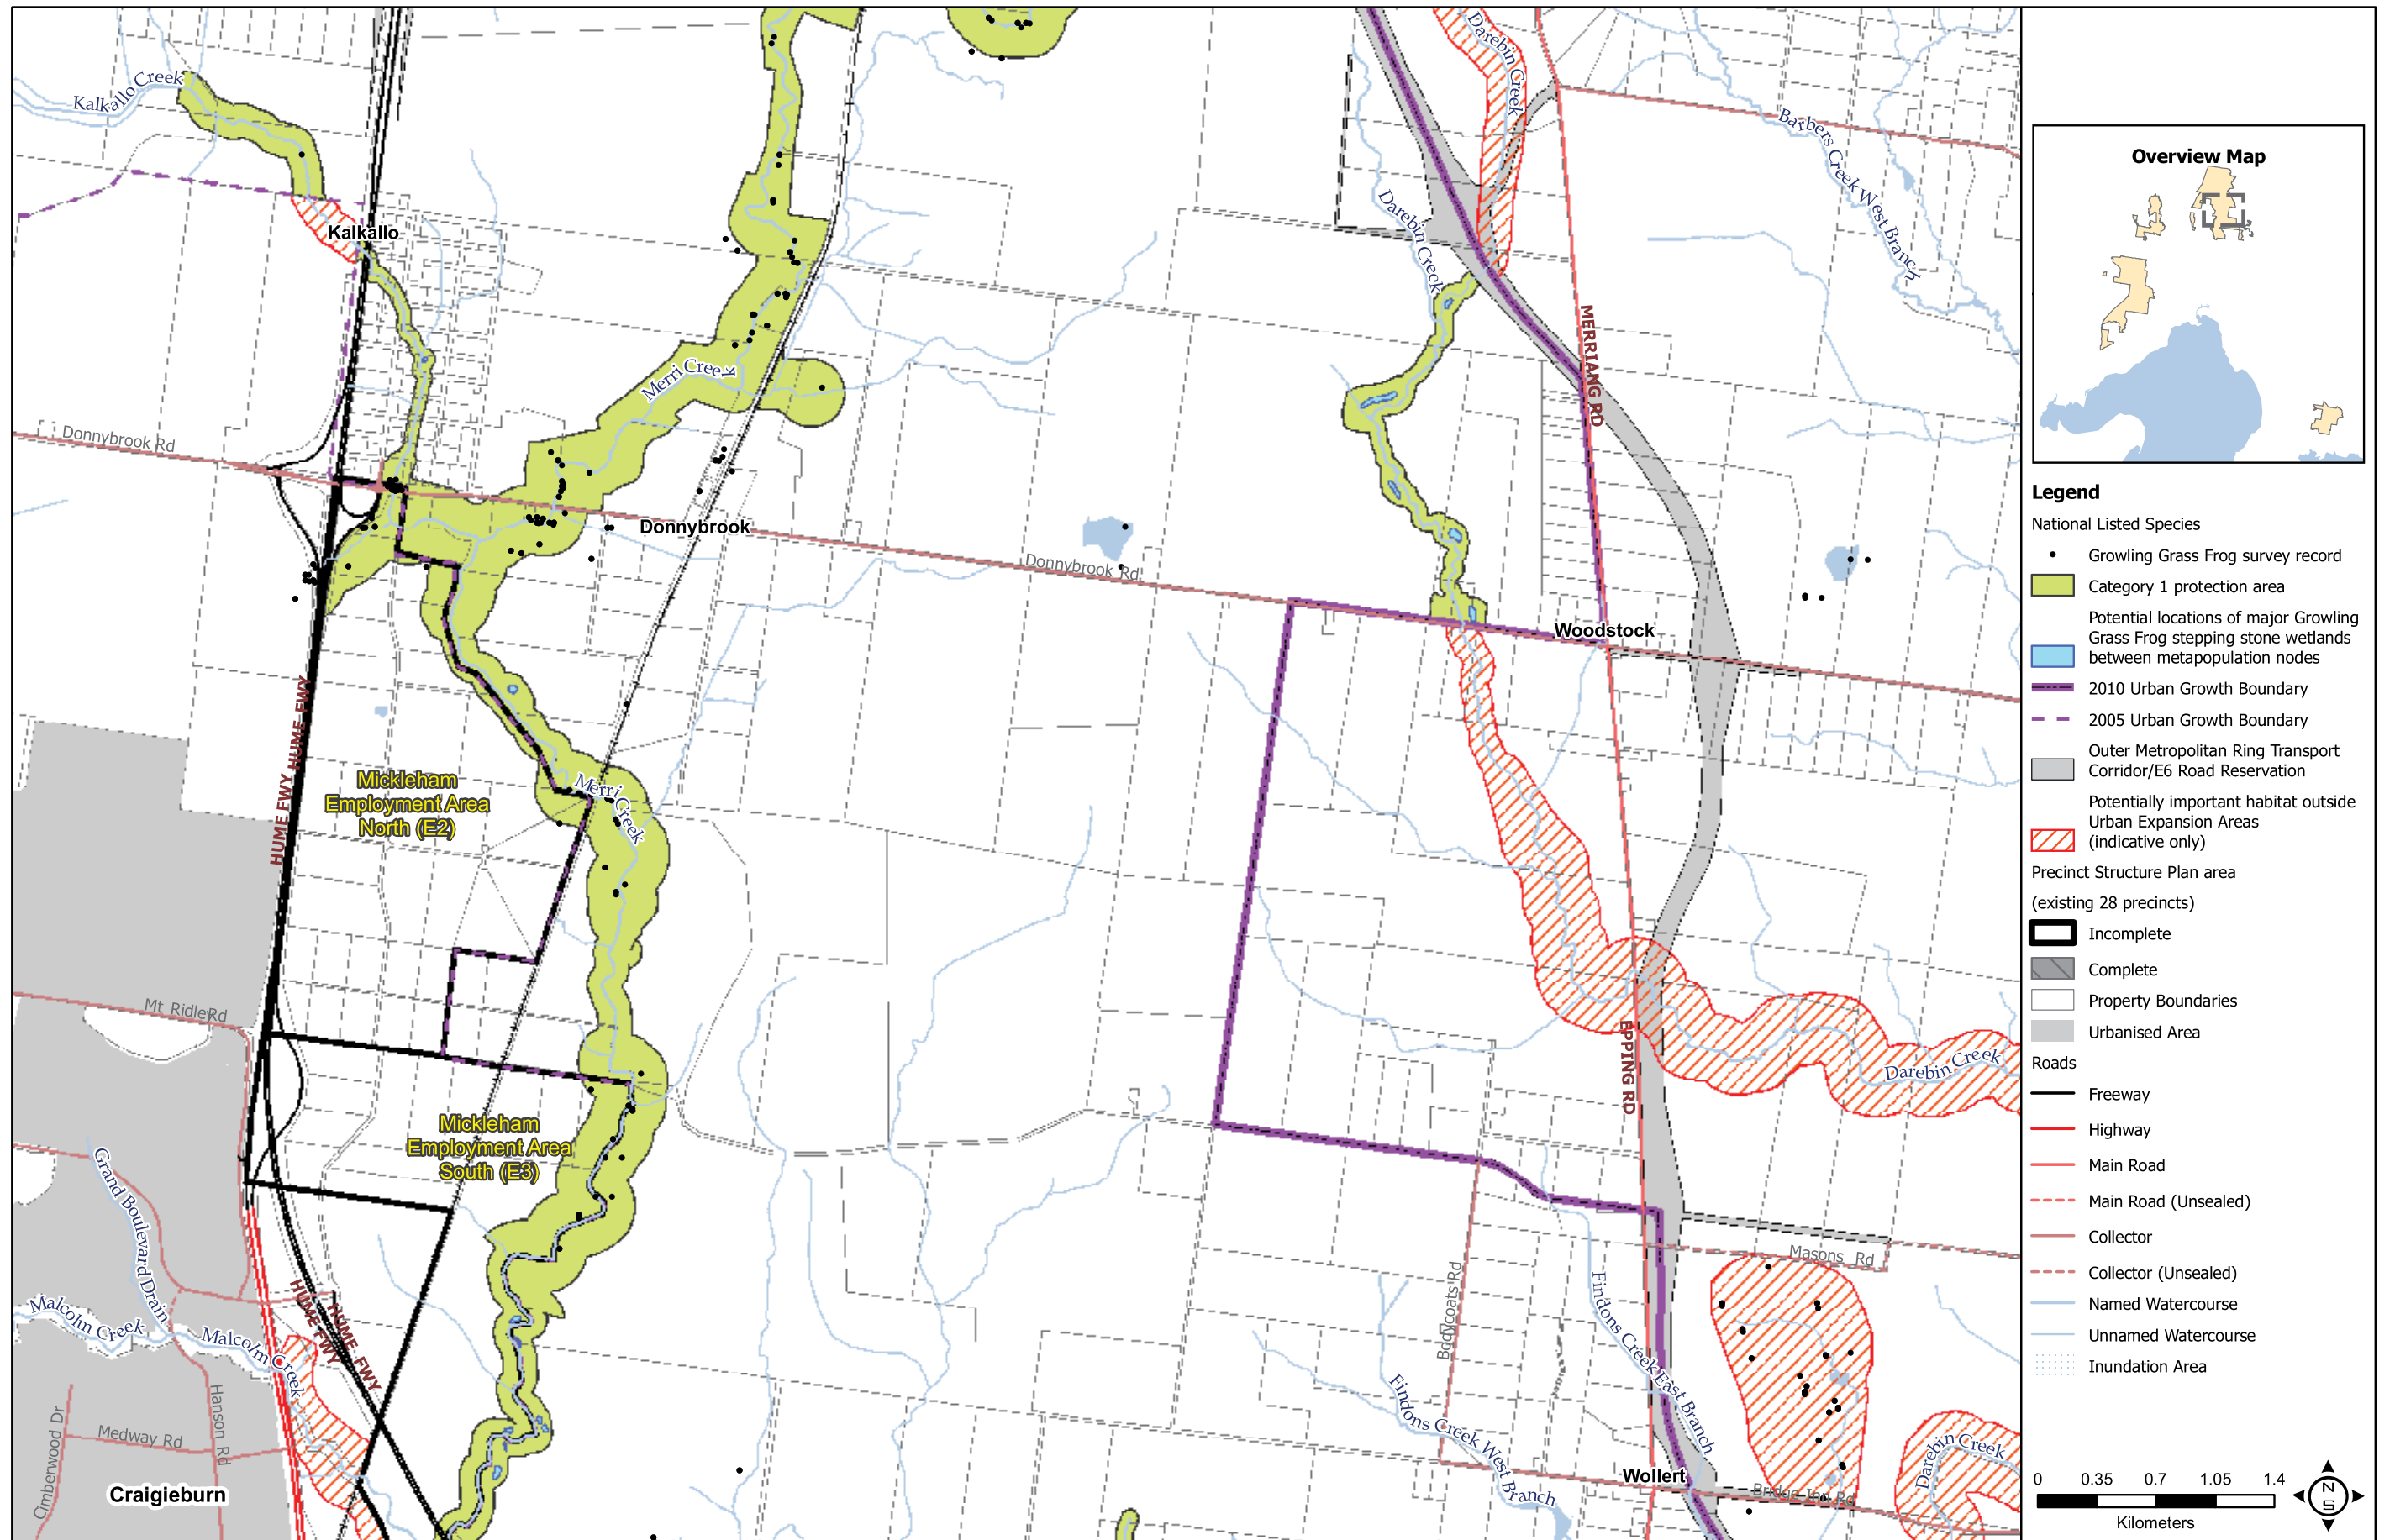 Kalkallo Creek
Darebin Creek
Barbers Creek West Branch
Kalkallo
Darebin Creek
MERRIANG RD
Merri Creek
Donnybrook Rd
Donnybrook
Donnybrook Rd
Woodstock
HUME FWY
HUME FWY
Mickleham
Employment Area
North (E2)
Merri Creek
Mt Ridley Rd
EPPING RD
Darebin Creek
Mickleham
Employment Area
South (E3)
Grand Boulevard Drain
Masons Rd
Malcolm Creek
Malcolm Creek
HUME FWY
HUME FWY
Bodycoats Rd
Findons Creek East Branch
Findons Creek West Branch
Hanson Rd
Cimberwood Dr
Medway Rd
Craigieburn
Wollert
Bridge Inn Rd
Darebin Creek
Overview Map
Legend
National Listed Species
Growling Grass Frog survey record
Category 1 protection area
Potential locations of major Growling
Grass Frog stepping stone wetlands
between metapopulation nodes
2010 Urban Growth Boundary
2005 Urban Growth Boundary
Outer Metropolitan Ring Transport
Corridor/E6 Road Reservation
Potentially important habitat outside
Urban Expansion Areas
(indicative only)
Precinct Structure Plan area
(existing 28 precincts)
Incomplete
Complete
Property Boundaries
Urbanised Area
Roads
Freeway
Highway
Main Road
Main Road (Unsealed)
Collector
Collector (Unsealed)
Named Watercourse
Unnamed Watercourse
Inundation Area
0 0.35 0.7 1.05 1.4
Kilometers
N
S